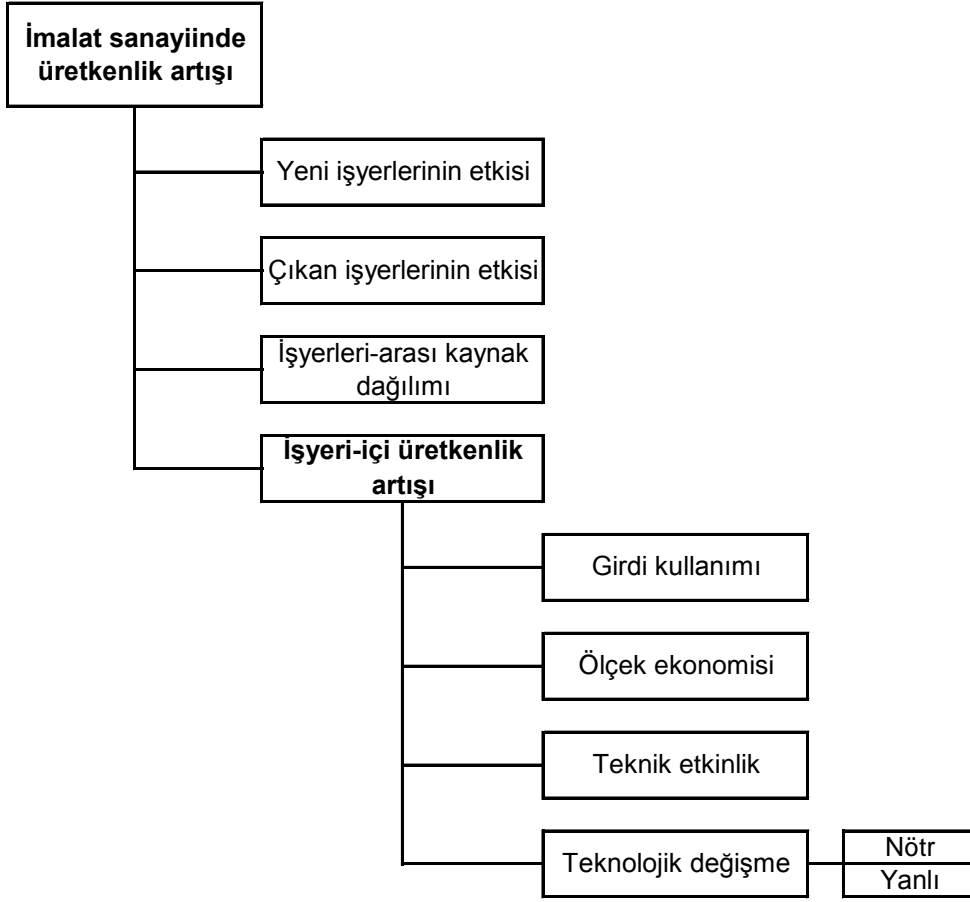 İmalat sanayiinde
üretkenlik artışı
Yeni işyerlerinin etkisi
Çıkan işyerlerinin etkisi
İşyerleri-arası kaynak
dağılımı
İşyeri-içi üretkenlik
artışı
Girdi kullanımı
Ölçek ekonomisi
Teknik etkinlik
Teknolojik değişme
Nötr
Yanlı